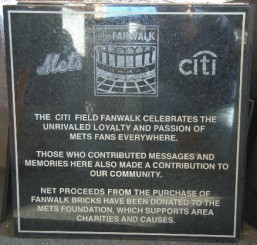 FANWALK
Mets
citi
THE CITI FIELD FANWALK CELEBRATES THE
UNRIVALED LOYALTY AND PASSION OF
METS FANS EVERYWHERE.
THOSE WHO CONTRIBUTED MESSAGES AND
MEMORIES HERE ALSO MADE A CONTRIBUTION TO
OUR COMMUNITY.
NET PROCEEDS FROM THE PURCHASE OF
FANWALK BRICKS HAVE BEEN DONATED TO THE
METS FOUNDATION, WHICH SUPPORTS AREA
CHARITIES AND CAUSES.